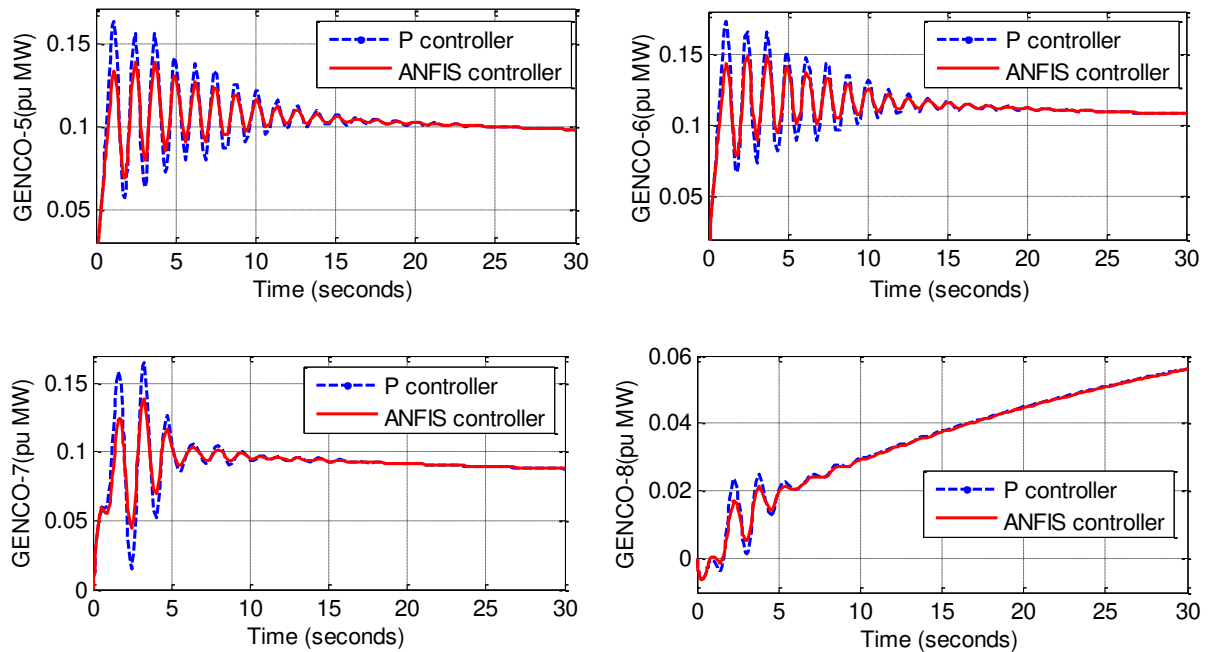 GENCO-5(pu MW)
0.15
0.1
0.05
P controller
ANFIS controller
0 5 10 15 20 25 30
Time (seconds)
GENCO-6(pu MW)
0.15
0.1
0.05
P controller
ANFIS controller
0 5 10 15 20 25 30
Time (seconds)
GENCO-7(pu MW)
0.15
0.1
0.05
0
P controller
ANFIS controller
0 5 10 15 20 25 30
Time (seconds)
GENCO-8(pu MW)
0.06
0.04
0.02
0
P controller
ANFIS controller
0 5 10 15 20 25 30
Time (seconds)